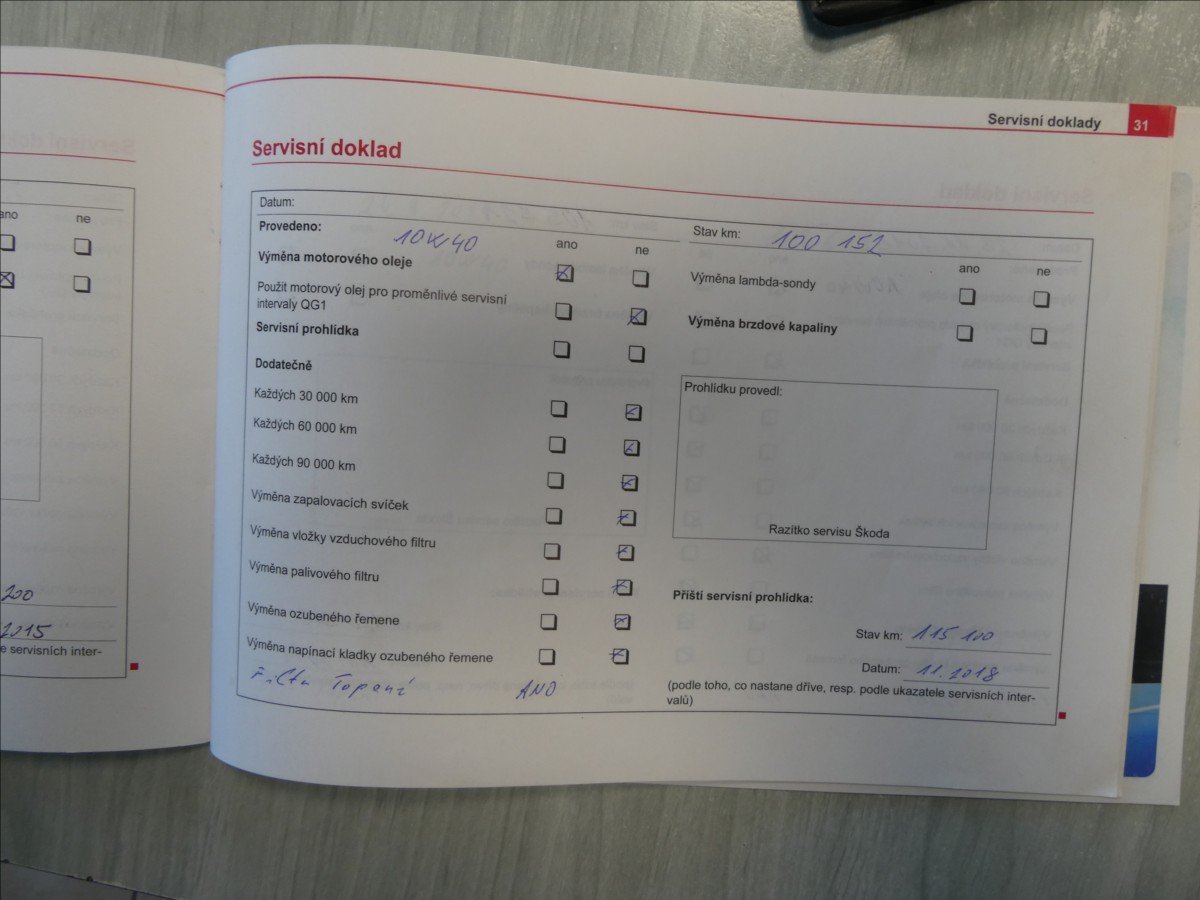 Servisní doklady 31
Servisní doklad
ano ne
200
2015
e servisních inter-
Datum:
Provedeno: 10W40 ano ne
Výměna motorového oleje
Použit motorový olej pro proměnlivé servisní
intervaly QG1
Servisní prohlídka
Dodatečně
Každých 30 000 km
Každých 60 000 km
Každých 90 000 km
Výměna zapalovacích svíček
Výměna vložky vzduchového filtru
Výměna palivového filtru
Výměna ozubeného řemene
Výměna napínací kladky ozubeného řemene
Filtr Topení ANO
Stav km: 100 152
ano ne
Výměna lambda-sondy
Výměna brzdové kapaliny
Prohlídku provedl:
Razítko servisu Škoda
Příští servisní prohlídka:
Stav km: 115 100
Datum: 11.2018
(podle toho, co nastane dříve, resp. podle ukazatele servisních inter-
valů)